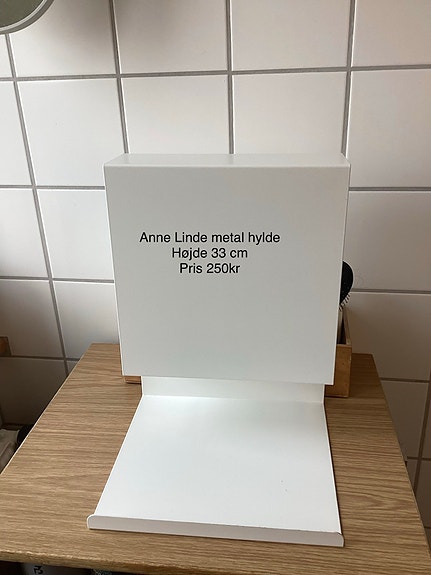 Anne Linde metal hylde
Højde 33 cm
Pris 250kr